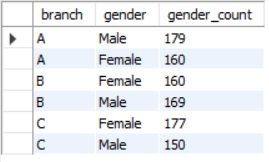 branch gender gender_count
A Male 179
A Female 160
B Female 160
B Male 169
C Female 177
C Male 150